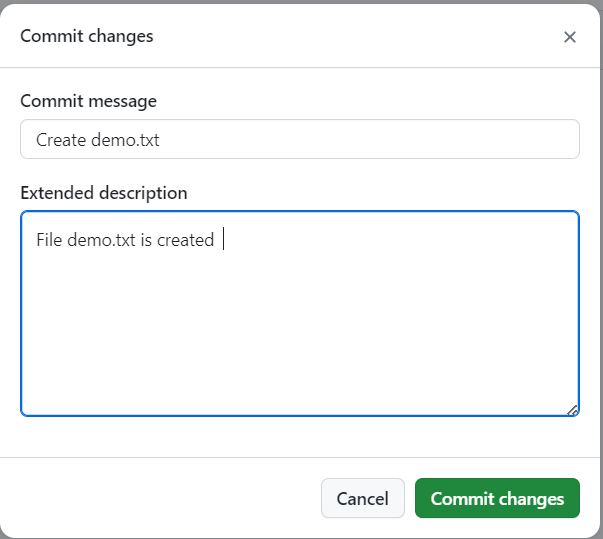 Commit changes
Commit message
Create demo.txt
Extended description
File demo.txt is created
Cancel
Commit changes